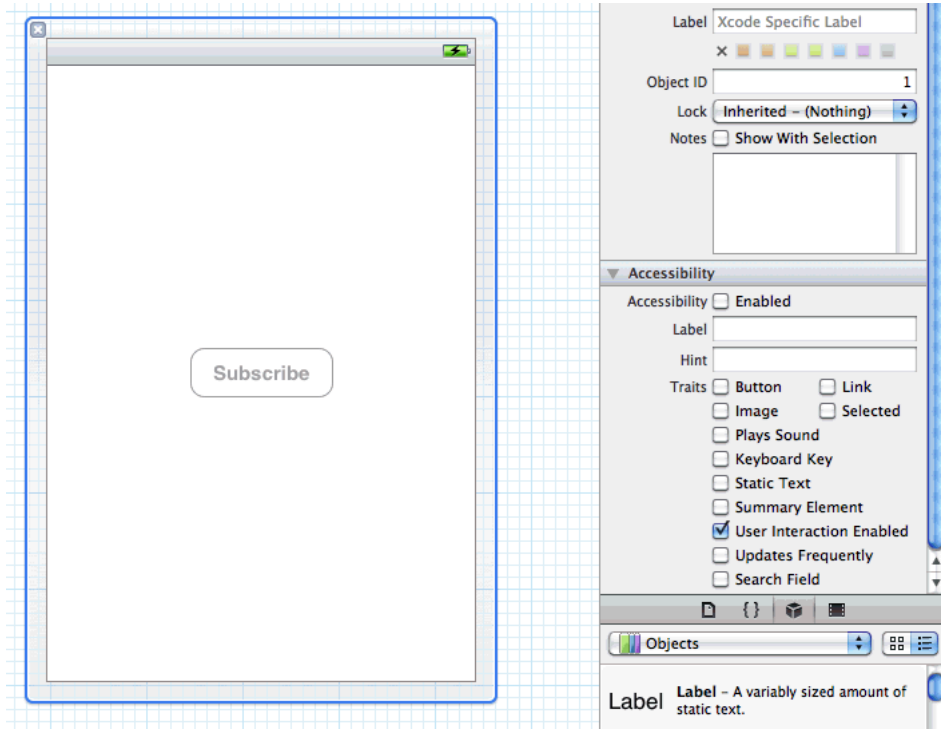 Subscribe
Label Xcode Specific Label
Object ID 1
Lock Inherited – (Nothing)
Notes Show With Selection
Accessibility
Accessibility Enabled
Label
Hint
Traits Button Link
Image Selected
Plays Sound
Keyboard Key
Static Text
Summary Element
User Interaction Enabled
Updates Frequently
Search Field
{}
Objects
Label Label – A variably sized amount of
static text.